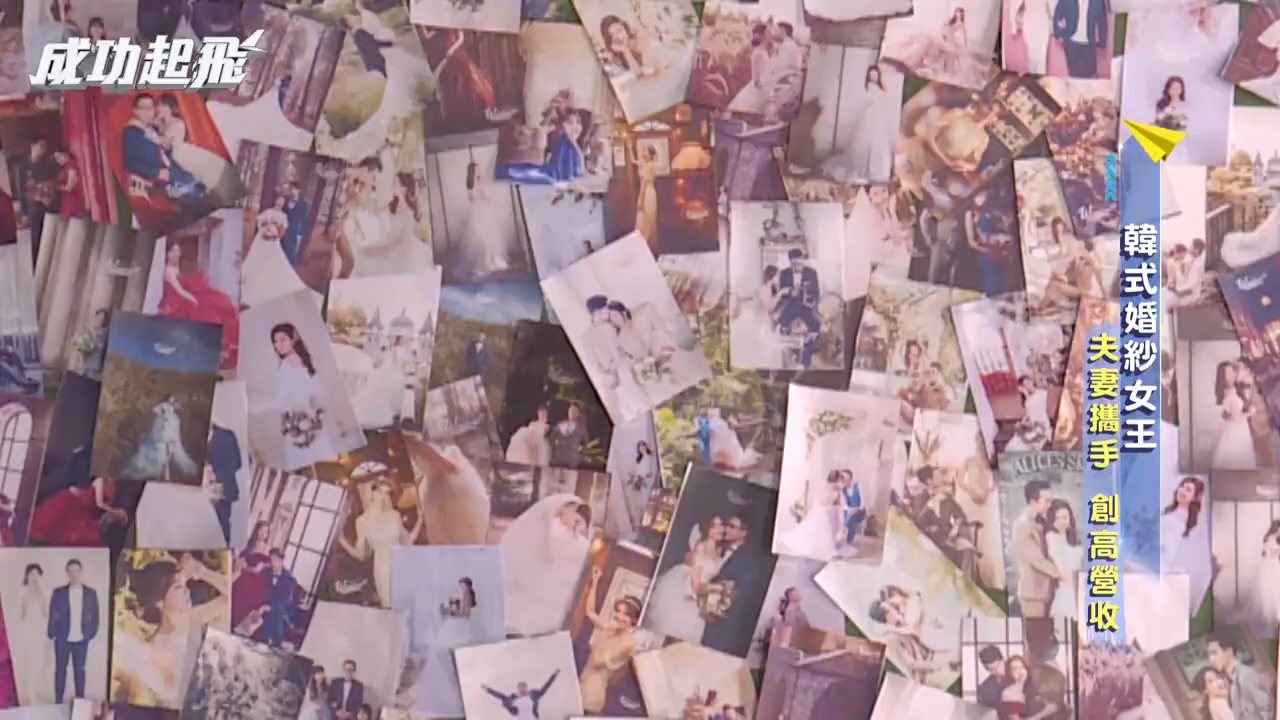 成功起飛
韓式婚紗女王
夫妻攜手 創高營收